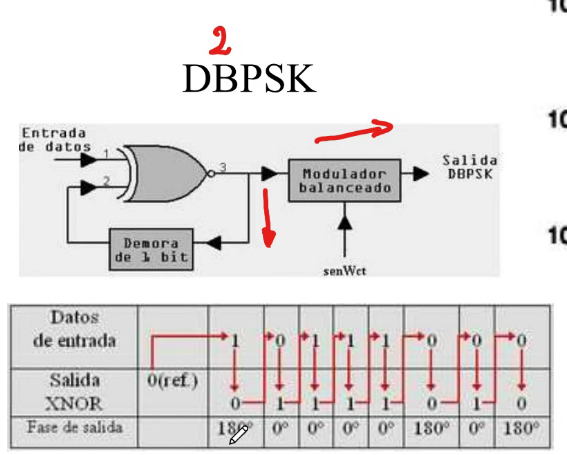 2
DBPSK
Entrada
de datos
1
2
3
Modulador
balanceado
Salida
DBPSK
Demora
de 1 bit
senWct
10
10
10
Datos
de entrada 1 0 1 1 1 0 0 0
Salida 0(ref.)
XNOR 0 1 1 1 1 0 1 0
Fase de salida 180° 0° 0° 0° 0° 180° 0° 180°